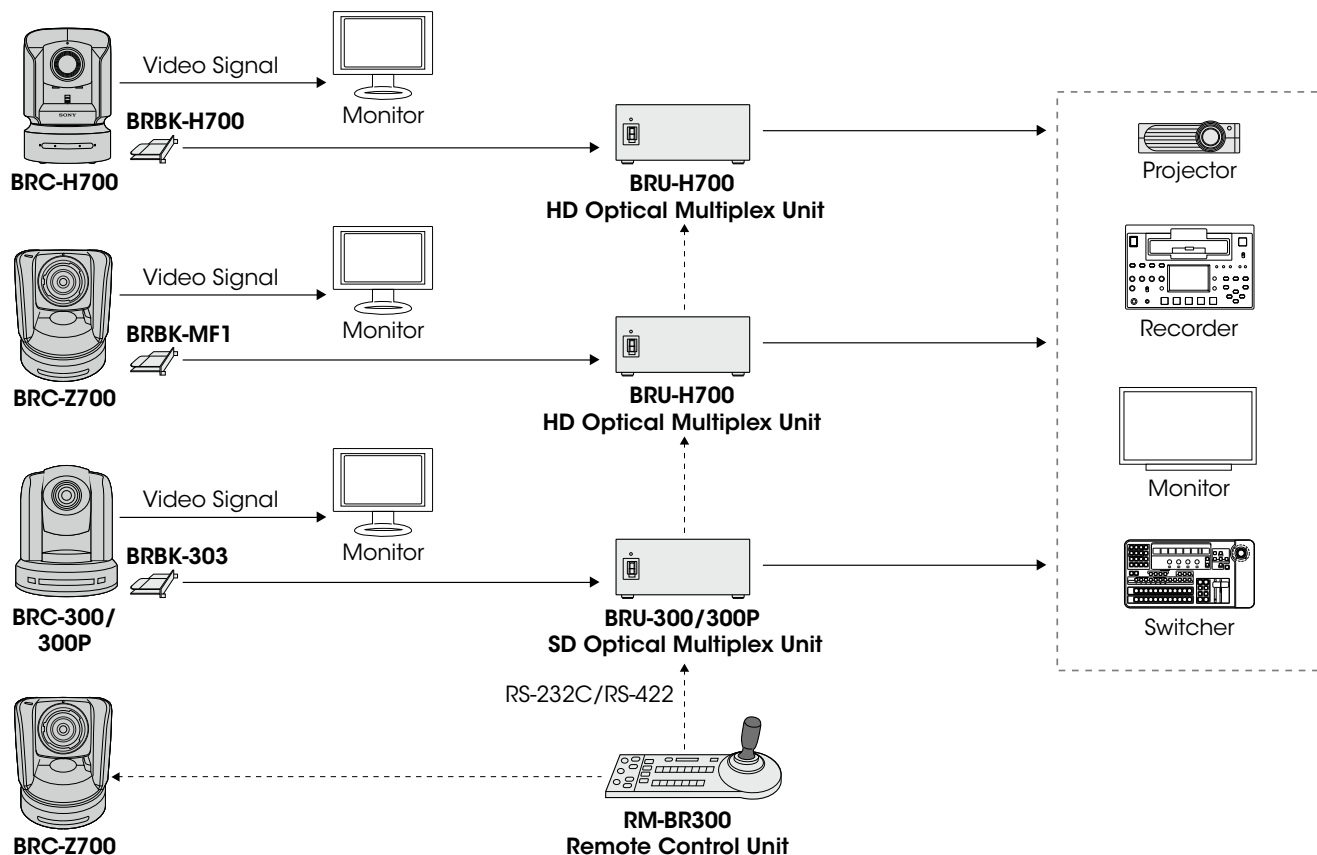 Video Signal
Monitor
SONY
BRBK-H700
BRC-H700
BRU-H700
HD Optical Multiplex Unit
Projector
Video Signal
Monitor
BRBK-MF1
BRC-Z700
BRU-H700
HD Optical Multiplex Unit
Recorder
Video Signal
Monitor
BRBK-303
BRC-300/
300P
BRU-300/300P
SD Optical Multiplex Unit
Monitor
Switcher
RS-232C/RS-422
BRC-Z700
RM-BR300
Remote Control Unit